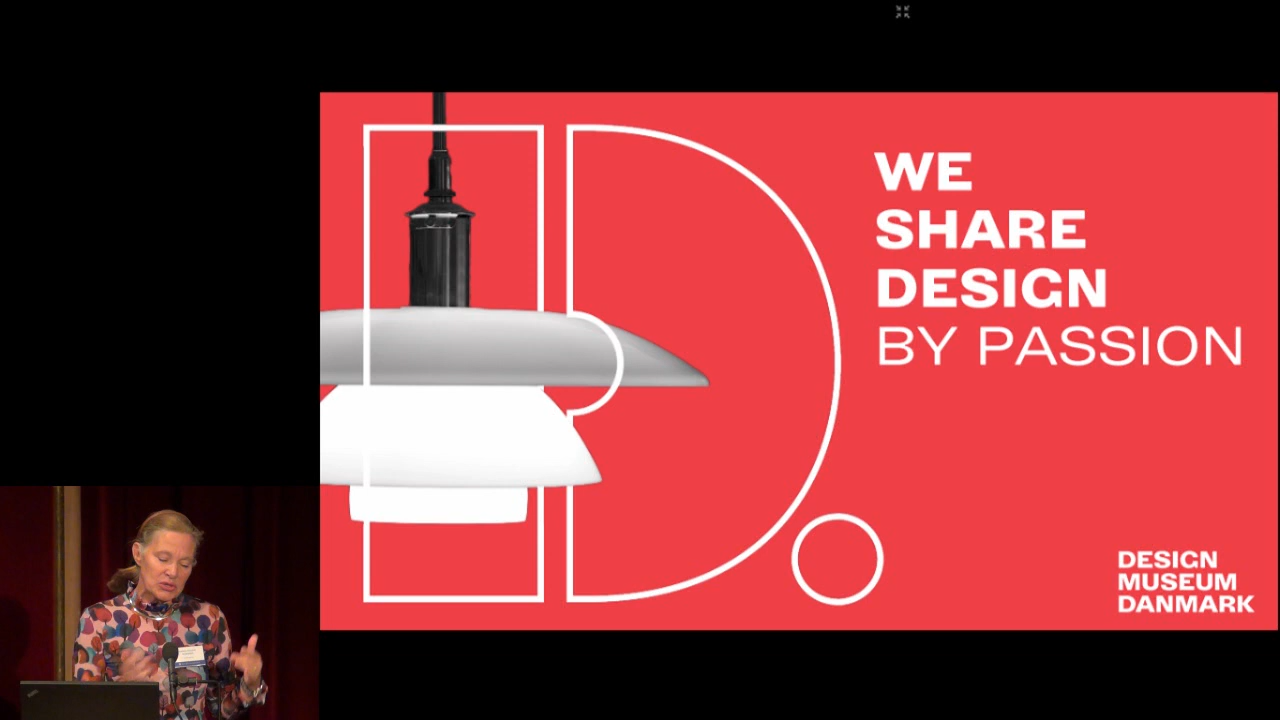 WE
SHARE
DESIGN
BY PASSION
DESIGN
MUSEUM
DANMARK